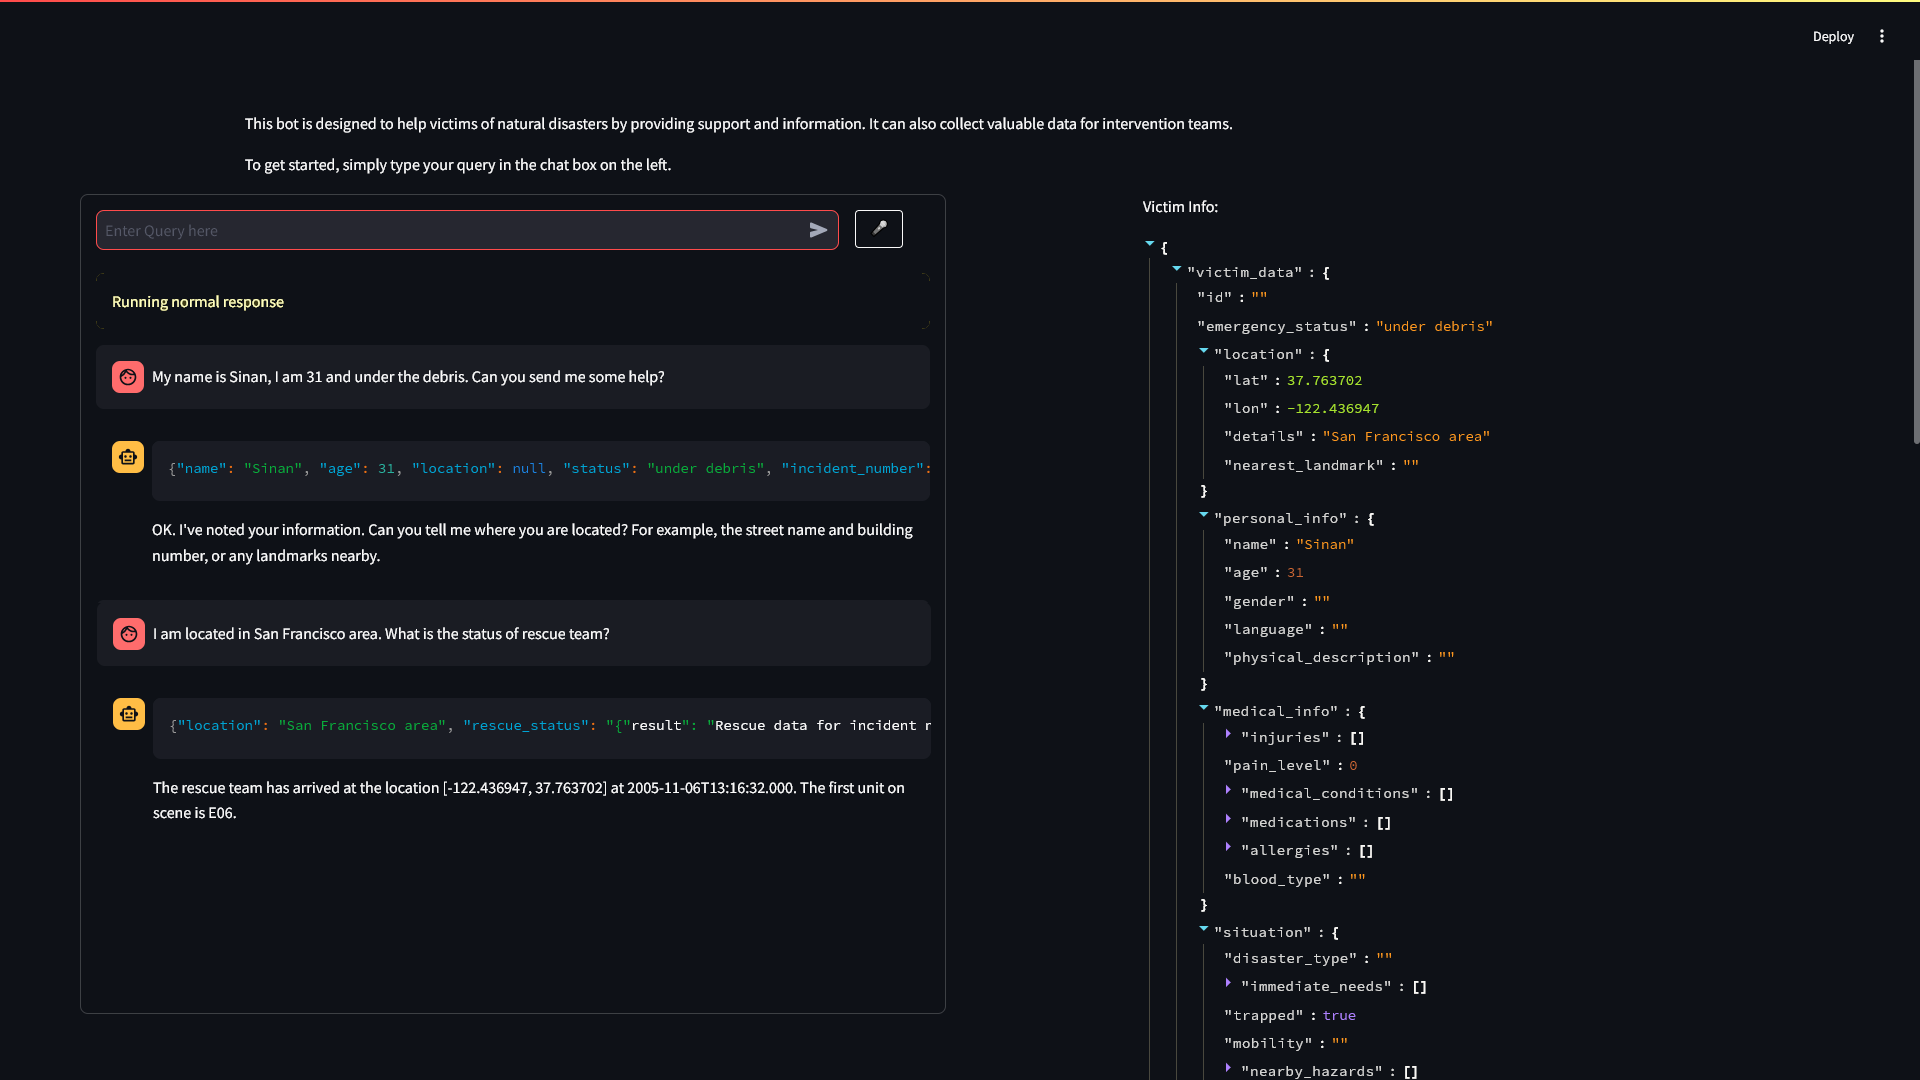 Deploy
This bot is designed to help victims of natural disasters by providing support and information. It can also collect valuable data for intervention teams.
To get started, simply type your query in the chat box on the left.
Enter Query here
Running normal response
My name is Sinan, I am 31 and under the debris. Can you send me some help?
{"name": "Sinan", "age": 31, "location": null, "status": "under debris", "incident_number":
OK. I've noted your information. Can you tell me where you are located? For example, the street name and building
number, or any landmarks nearby.
I am located in San Francisco area. What is the status of rescue team?
{"location": "San Francisco area", "rescue_status": "{"result": "Rescue data for incident
The rescue team has arrived at the location [-122.436947, 37.763702] at 2005-11-06T13:16:32.000. The first unit on
scene is E06.
Victim Info:
{
"victim_data" : {
"id" : ""
"emergency_status" : "under debris"
"location" : {
"lat" : 37.763702
"lon" : -122.436947
"details" : "San Francisco area"
"nearest_landmark" : ""
}
"personal_info" : {
"name" : "Sinan"
"age" : 31
"gender" : ""
"language" : ""
"physical_description" : ""
}
"medical_info" : {
"injuries" : []
"pain_level" : 0
"medical_conditions" : []
"medications" : []
"allergies" : []
"blood_type" : ""
}
"situation" : {
"disaster_type" : ""
"immediate_needs" : []
"trapped" : true
"mobility" : ""
"nearby_hazards" : []